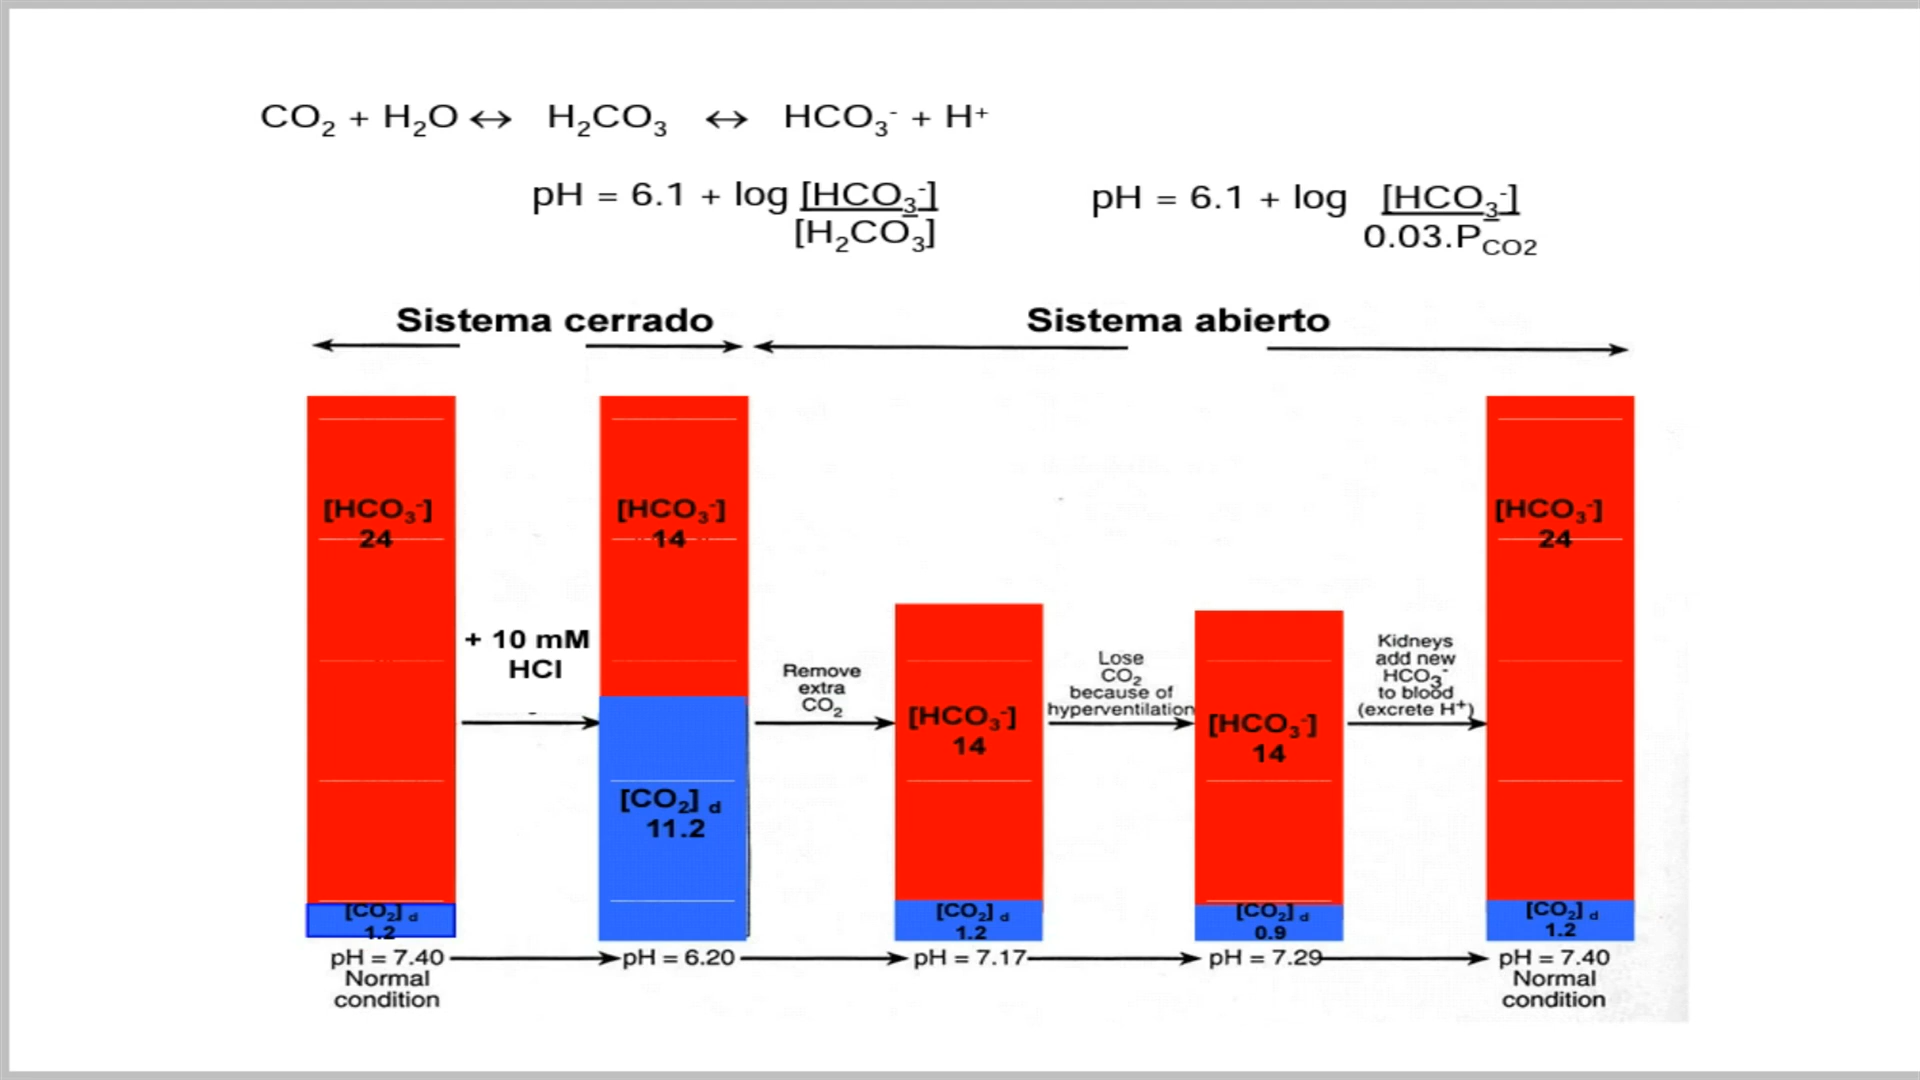 CO₂ + H₂O ↔ H₂CO₃ ↔ HCO₃⁻ + H⁺
pH = 6.1 + log [HCO₃⁻]
[H₂CO₃]
pH = 6.1 + log [HCO₃⁻]
0.03.P_CO2
Sistema cerrado
Sistema abierto
[HCO₃⁻]
24
[CO₂] d
1.2
pH = 7.40
Normal
condition
+ 10 mM
HCl
[HCO₃⁻]
14
[CO₂] d
11.2
pH = 6.20
Remove
extra
CO₂
[HCO₃⁻]
14
[CO₂] d
1.2
pH = 7.17
Lose
CO₂
because of
hyperventilation
[HCO₃⁻]
14
[CO₂] d
0.9
pH = 7.29
Kidneys
add new
HCO₃⁻
to blood
(excrete H⁺)
[HCO₃⁻]
24
[CO₂] d
1.2
pH = 7.40
Normal
condition